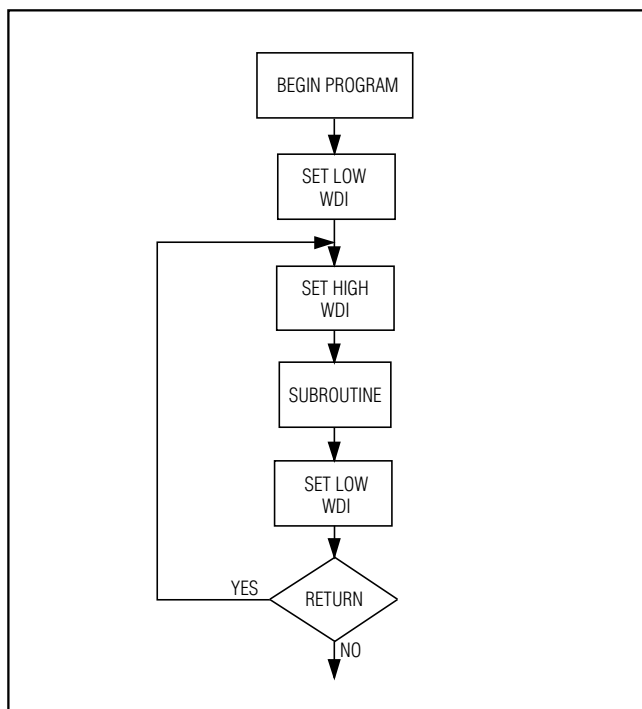 BEGIN PROGRAM
SET LOW
WDI
SET HIGH
WDI
SUBROUTINE
SET LOW
WDI
YES
RETURN
NO